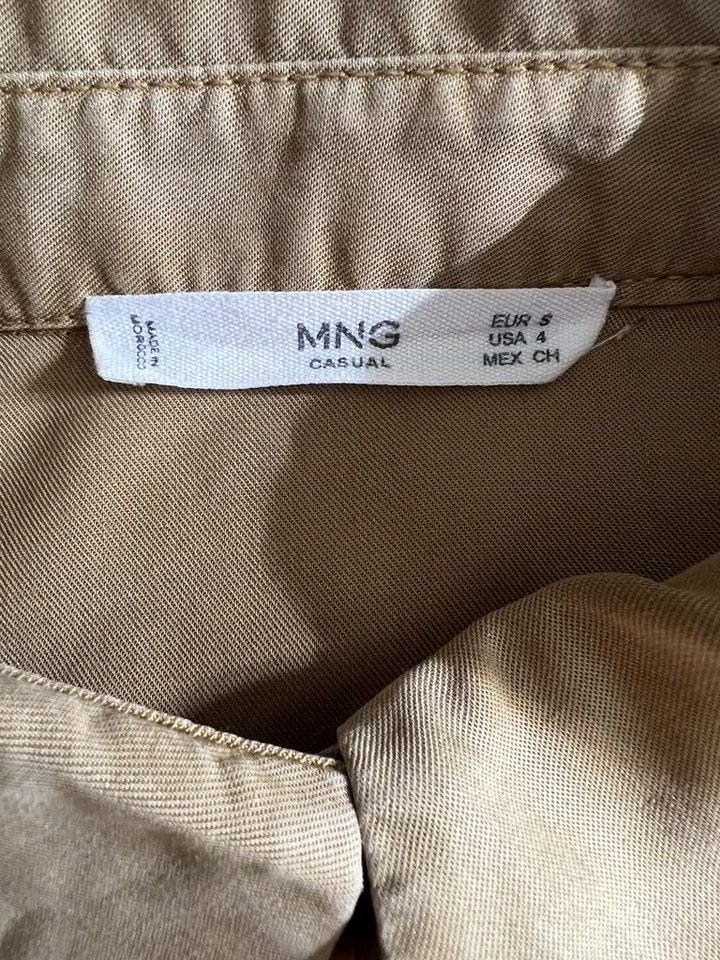 MADE IN
MOROCCO
MNG
CASUAL
EUR S
USA 4
MEX CH